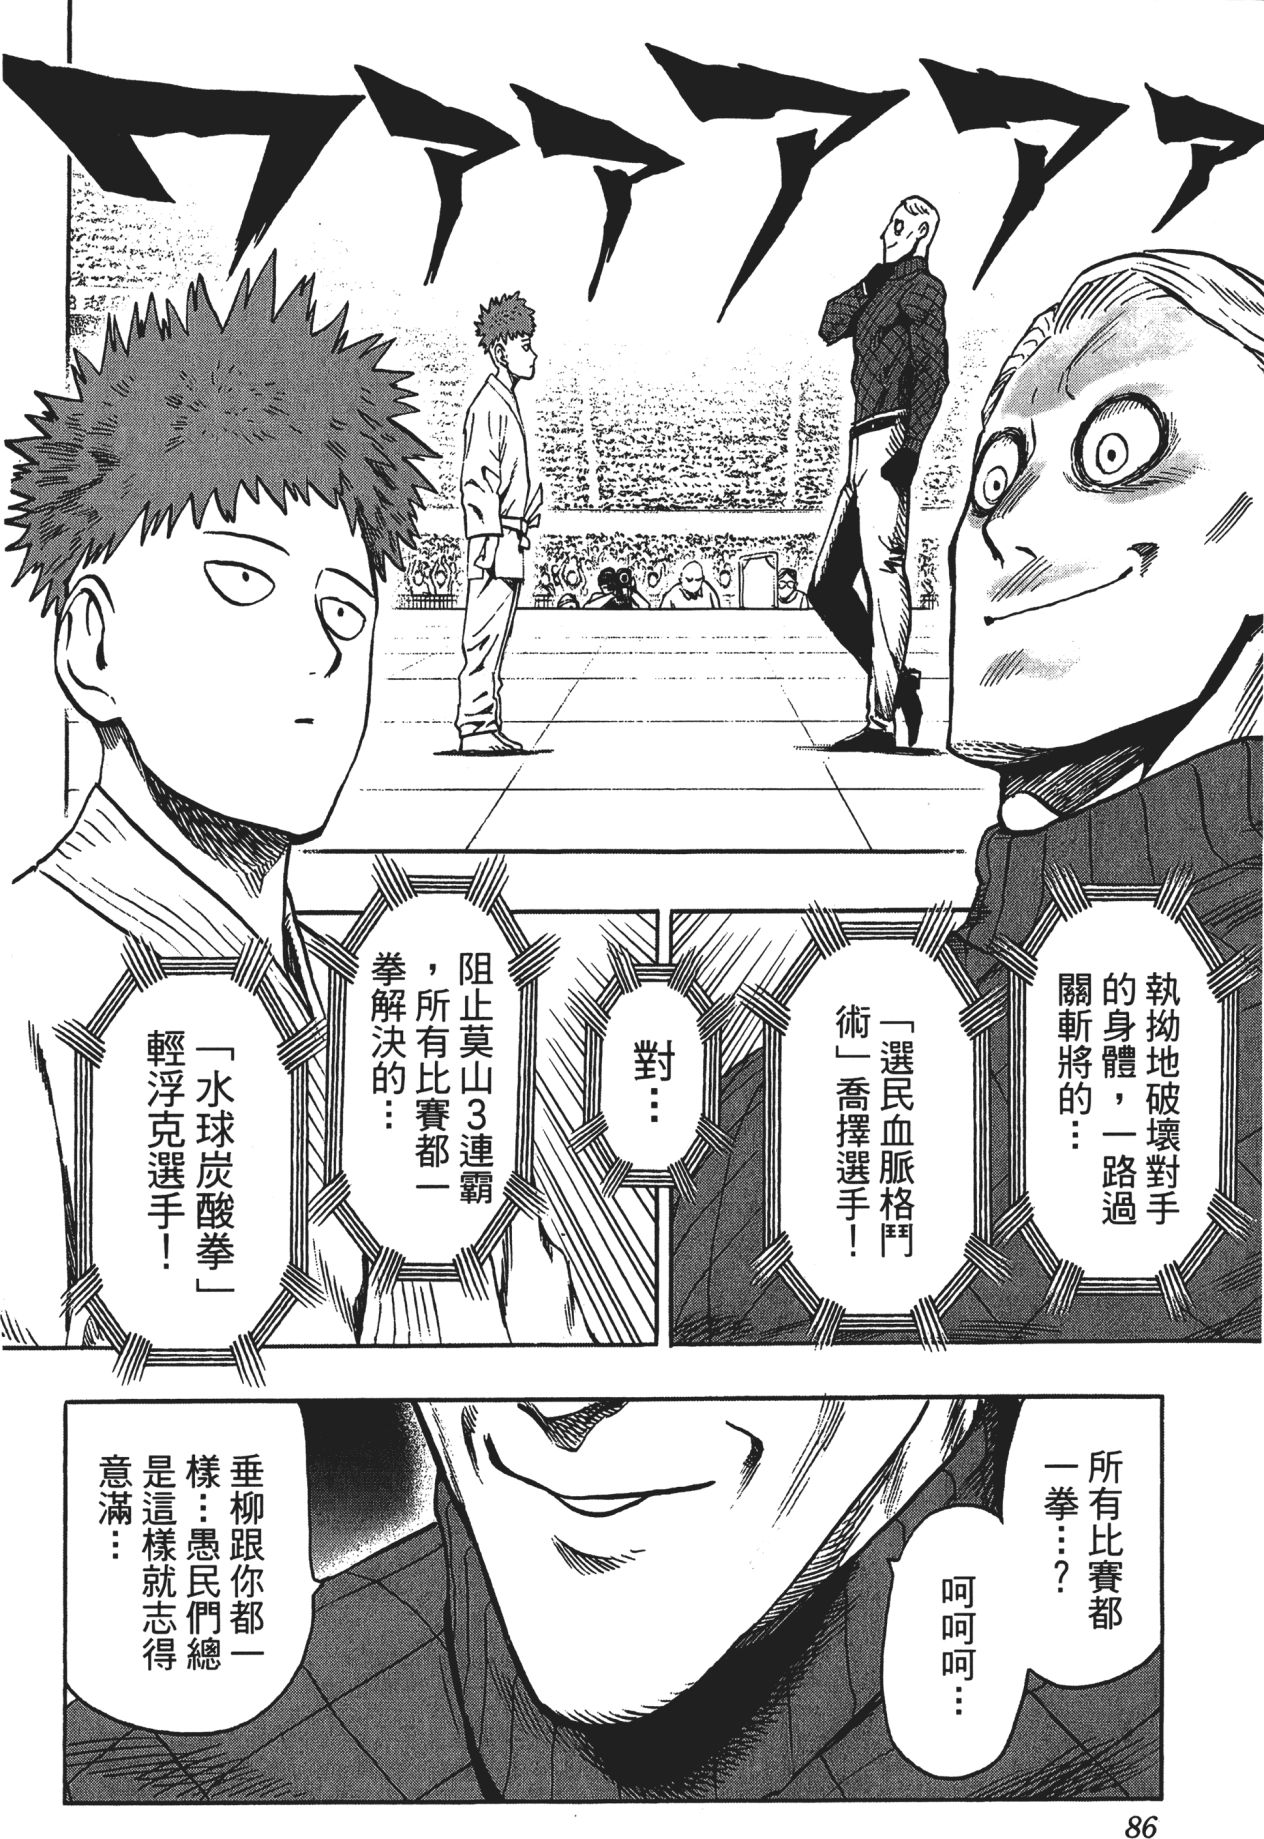 ワァァアアァ
執拗地破壞對手
的身體，一路過
關斬將的…
「選民血脈格鬥
術」喬擇選手！
對…
阻止莫山3連霸
，所有比賽都一
拳解決的…
「水球炭酸拳」
輕浮克選手！
所有比賽都
一拳…？
呵呵呵…
垂柳跟你都一
樣…愚民們總
是這樣就志得
意滿…
86